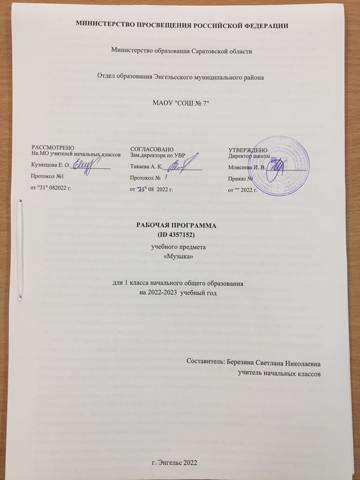 МИНИСТЕРСТВО ПРОСВЕЩЕНИЯ РОССИЙСКОЙ ФЕДЕРАЦИИ
Министерство образования Саратовской области
Отдел образования Энгельсского муниципального района
МАОУ "СОШ № 7"
РАССМОТРЕНО
На МО учителей начальных классов
Кузнецова Е. О.
Протокол №1
от "31" 082022 г.
СОГЛАСОВАНО
Зам.директора по УВР
Такаева А. К.
Протокол № 1
от "31" 08 2022 г.
УТВЕРЖДЕНО
Директор школы
Моисеева И. В.
Приказ №
от "" 2022 г.
РАБОЧАЯ ПРОГРАММА
(ID 4357152)
учебного предмета
«Музыка»
для 1 класса начального общего образования
на 2022-2023 учебный год
Составитель: Березина Светлана Николаевна
учитель начальных классов
г. Энгельс 2022